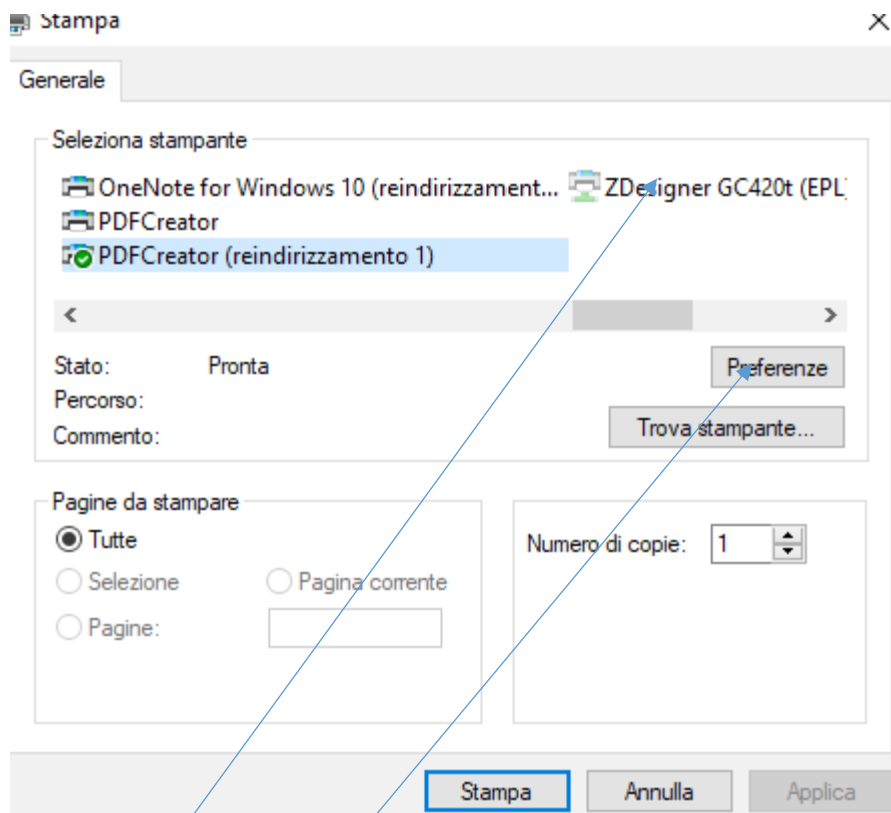 Stampa
Generale
Seleziona stampante
OneNote for Windows 10 (reindirizzament... ZDesigner GC420t (EPL)
PDFCreator
PDFCreator (reindirizzamento 1)
Stato: Pronta Preferenze
Percorso:
Commento: Trova stampante...
Pagine da stampare
Tutte
Selezione Pagina corrente
Pagine:
Numero di copie: 1
Stampa Annulla Applica